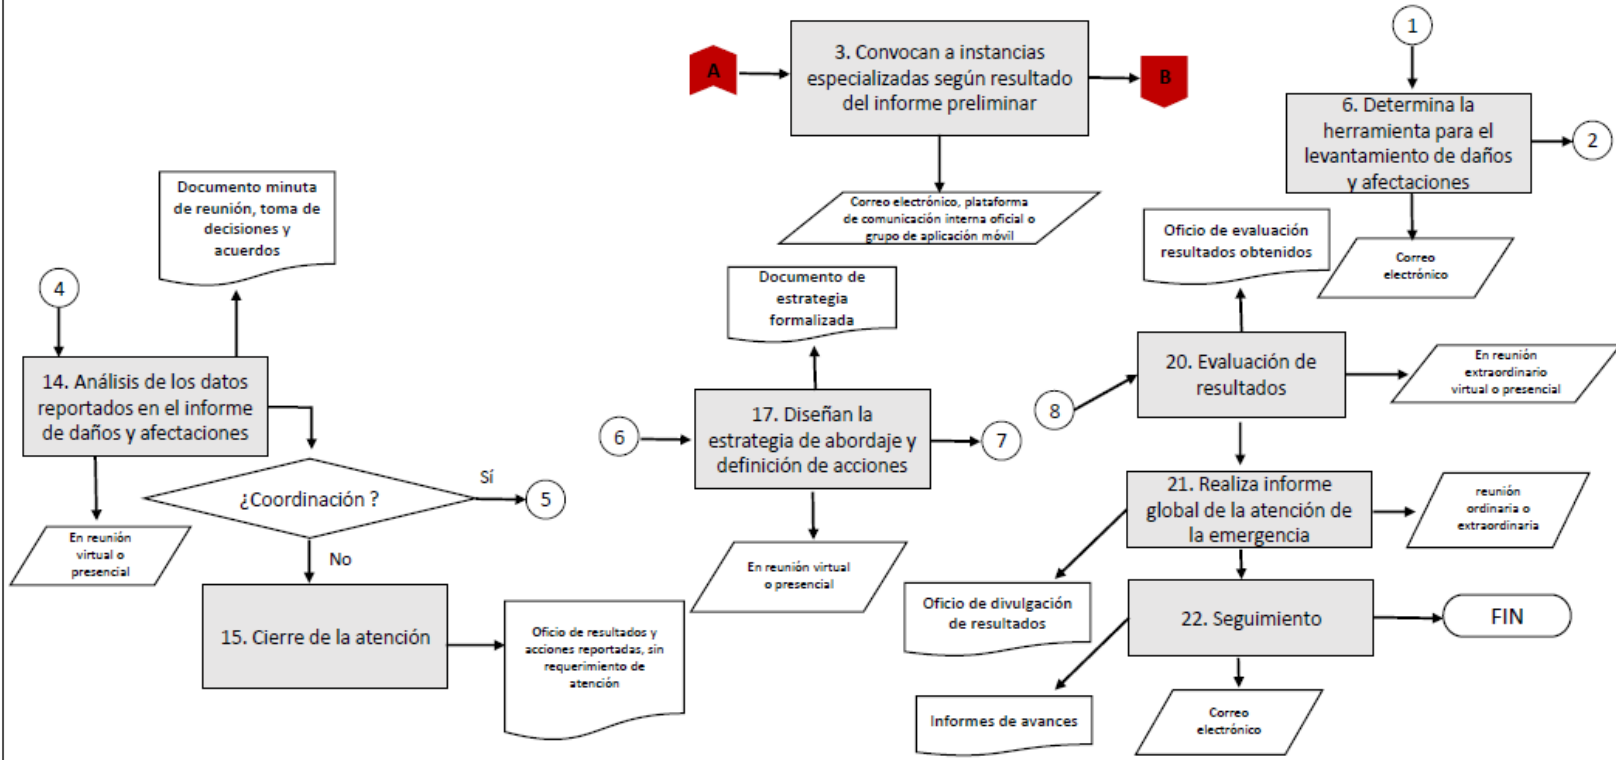 A
3. Convocan a instancias
especializadas según resultado
del informe preliminar
B
Correo electrónico, plataforma
de comunicación interna oficial o
grupo de aplicación móvil
1
6. Determina la
herramienta para el
levantamiento de daños
y afectaciones
2
Correo
electrónico
Documento minuta
de reunión, toma de
decisiones y
acuerdos
4
14. Análisis de los datos
reportados en el informe
de daños y afectaciones
En reunión
virtual o
presencial
¿Coordinación ?
Sí
5
No
15. Cierre de la atención
Oficio de resultados y
acciones reportadas, sin
requerimiento de
atención
Documento de
estrategia
formalizada
6
17. Diseñan la
estrategia de abordaje y
definición de acciones
7
En reunión virtual
o presencial
Oficio de evaluación
resultados obtenidos
8
20. Evaluación de
resultados
En reunión
extraordinario
virtual o presencial
21. Realiza informe
global de la atención de
la emergencia
reunión
ordinaria o
extraordinaria
Oficio de divulgación
de resultados
22. Seguimiento
FIN
Informes de avances
Correo
electrónico